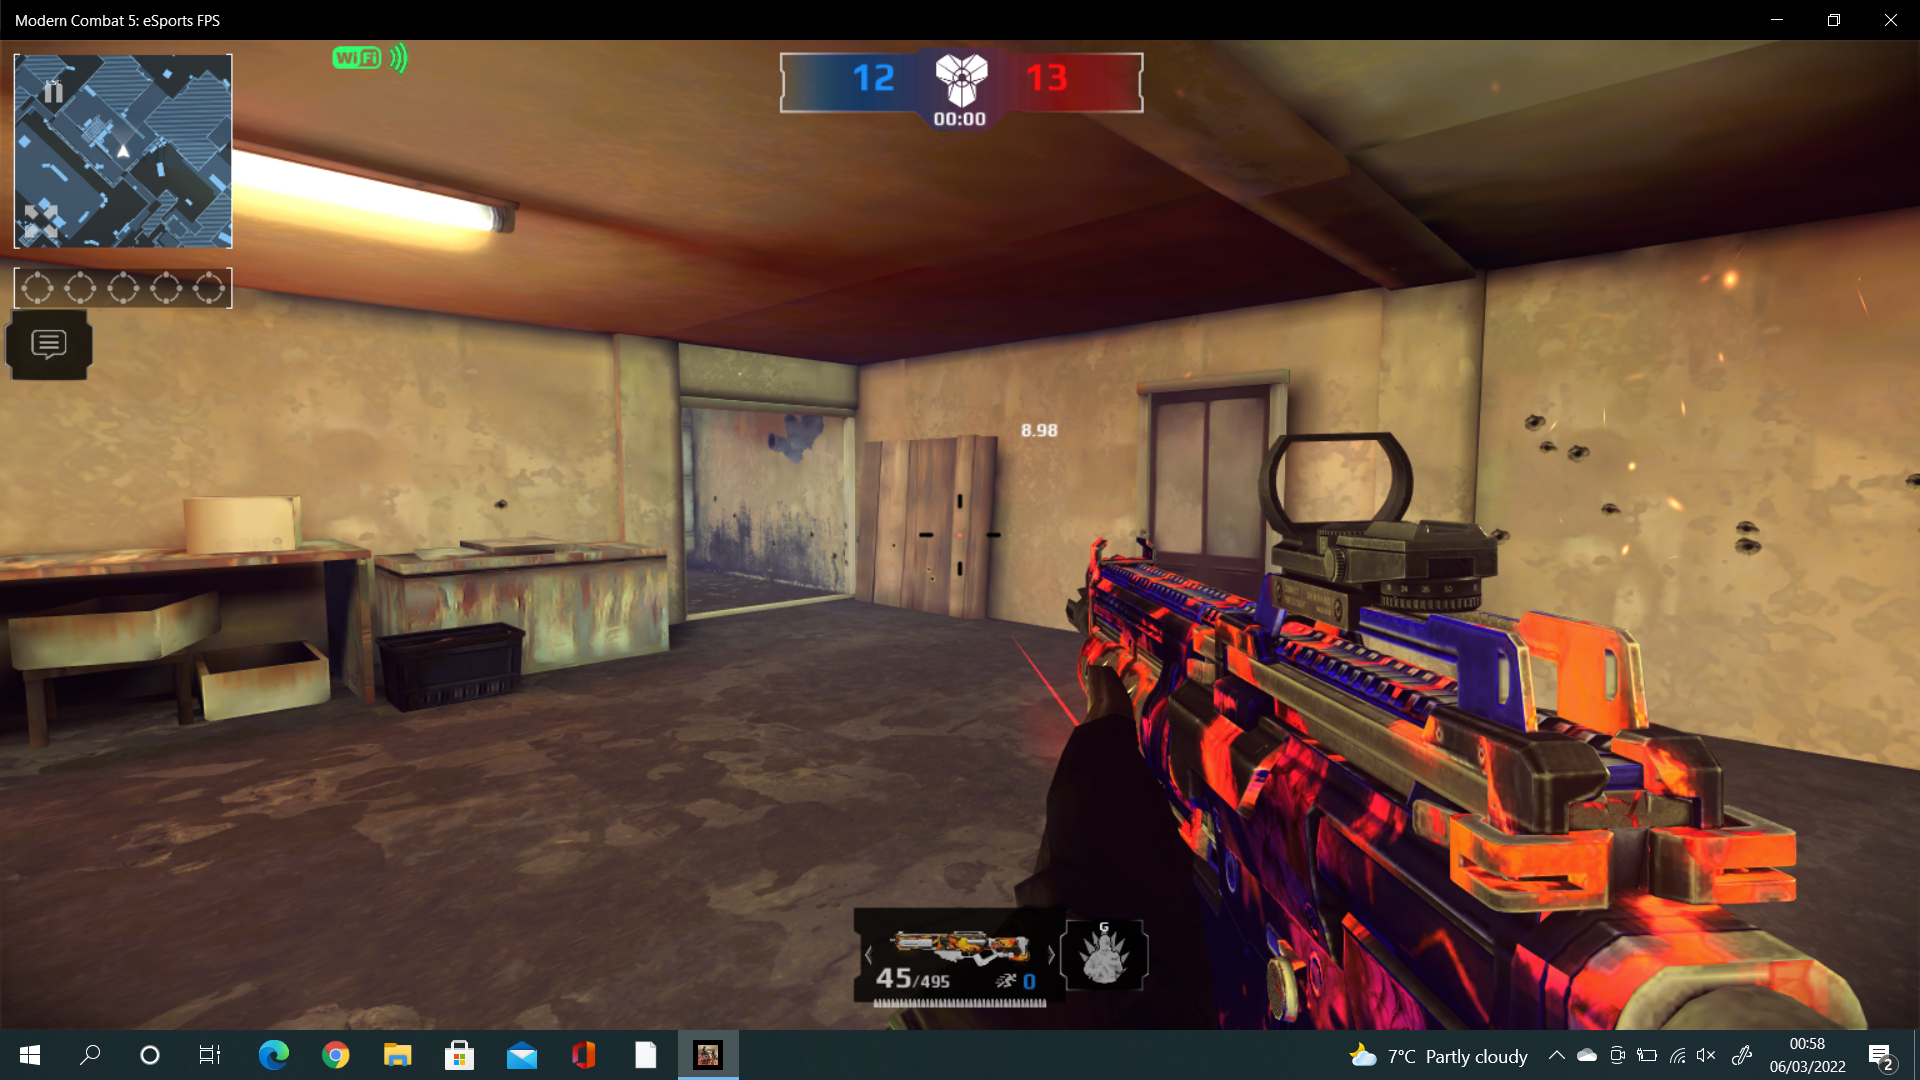 Modern Combat 5: eSports FPS
WiFi
12
13
00:00
8.98
G
45/495
0
7°C Partly cloudy
00:58
06/03/2022
2